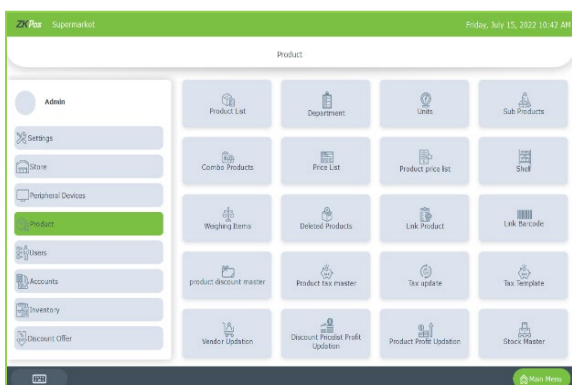 ZKPos Supermarket Friday, July 15, 2022 10:42 AM
Product
Admin
Settings
Store
Peripheral Devices
Product
Users
Accounts
Inventory
Discount Offer
Product List Department Units Sub Products
Combo Products Price List Product price list Shelf
Weighing Items Deleted Products Link Product Link Barcode
product discount master Product tax master Tax update Tax Template
Vendor Updation Discount Pricelist Profit Updation Product Profit Updation Stock Master
Main Menu